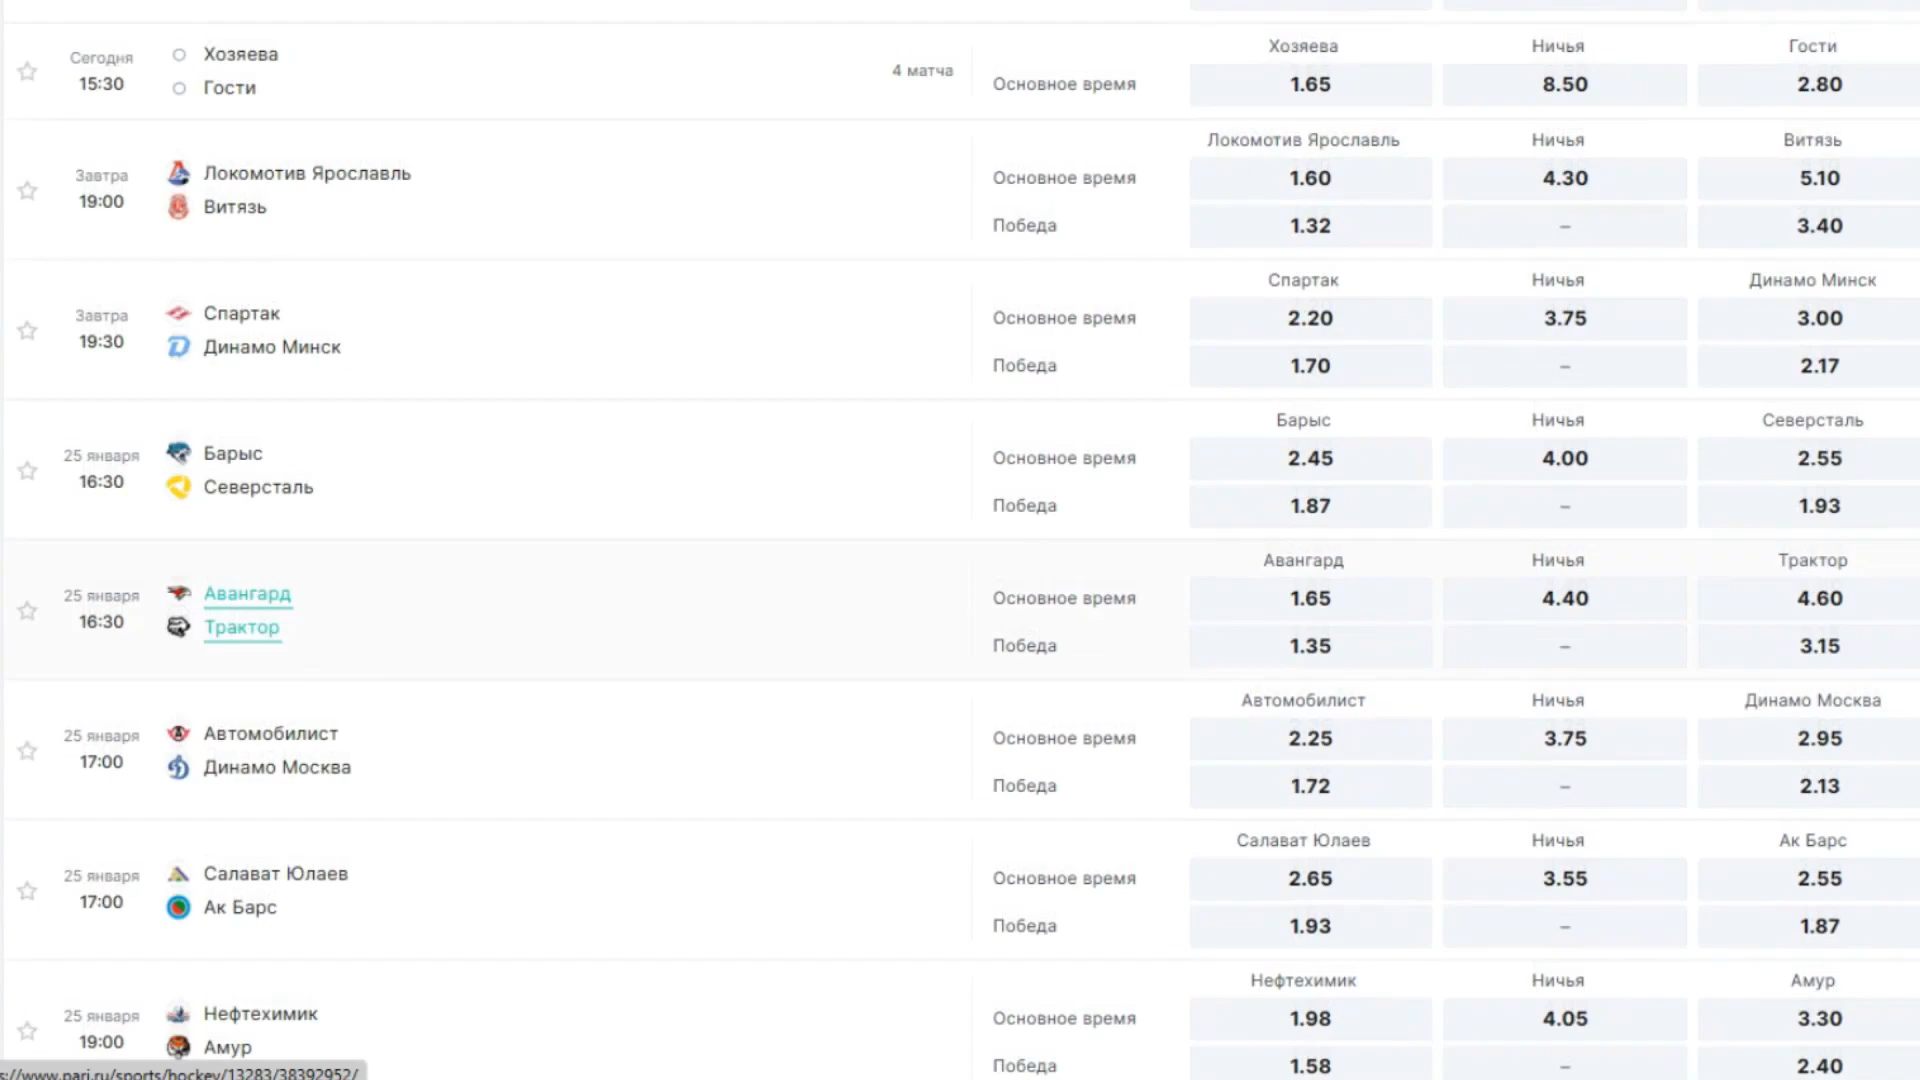 Хозяева Ничья Гости
Сегодня Хозяева
15:30 Гости
4 матча
Основное время 1.65 8.50 2.80
Локомотив Ярославль Ничья Витязь
Завтра Локомотив Ярославль Основное время 1.60 4.30 5.10
19:00 Витязь Победа 1.32 – 3.40
Спартак Ничья Динамо Минск
Завтра Спартак Основное время 2.20 3.75 3.00
19:30 Динамо Минск Победа 1.70 – 2.17
Барыс Ничья Северсталь
25 января Барыс Основное время 2.45 4.00 2.55
16:30 Северсталь Победа 1.87 – 1.93
Авангард Ничья Трактор
25 января Авангард Основное время 1.65 4.40 4.60
16:30 Трактор Победа 1.35 – 3.15
Автомобилист Ничья Динамо Москва
25 января Автомобилист Основное время 2.25 3.75 2.95
17:00 Динамо Москва Победа 1.72 – 2.13
Салават Юлаев Ничья Ак Барс
25 января Салават Юлаев Основное время 2.65 3.55 2.55
17:00 Ак Барс Победа 1.93 – 1.87
Нефтехимик Ничья Амур
25 января Нефтехимик Основное время 1.98 4.05 3.30
19:00 Амур Победа 1.58 – 2.40
s://www.pari.ru/sports/hockey/13283/38392952/